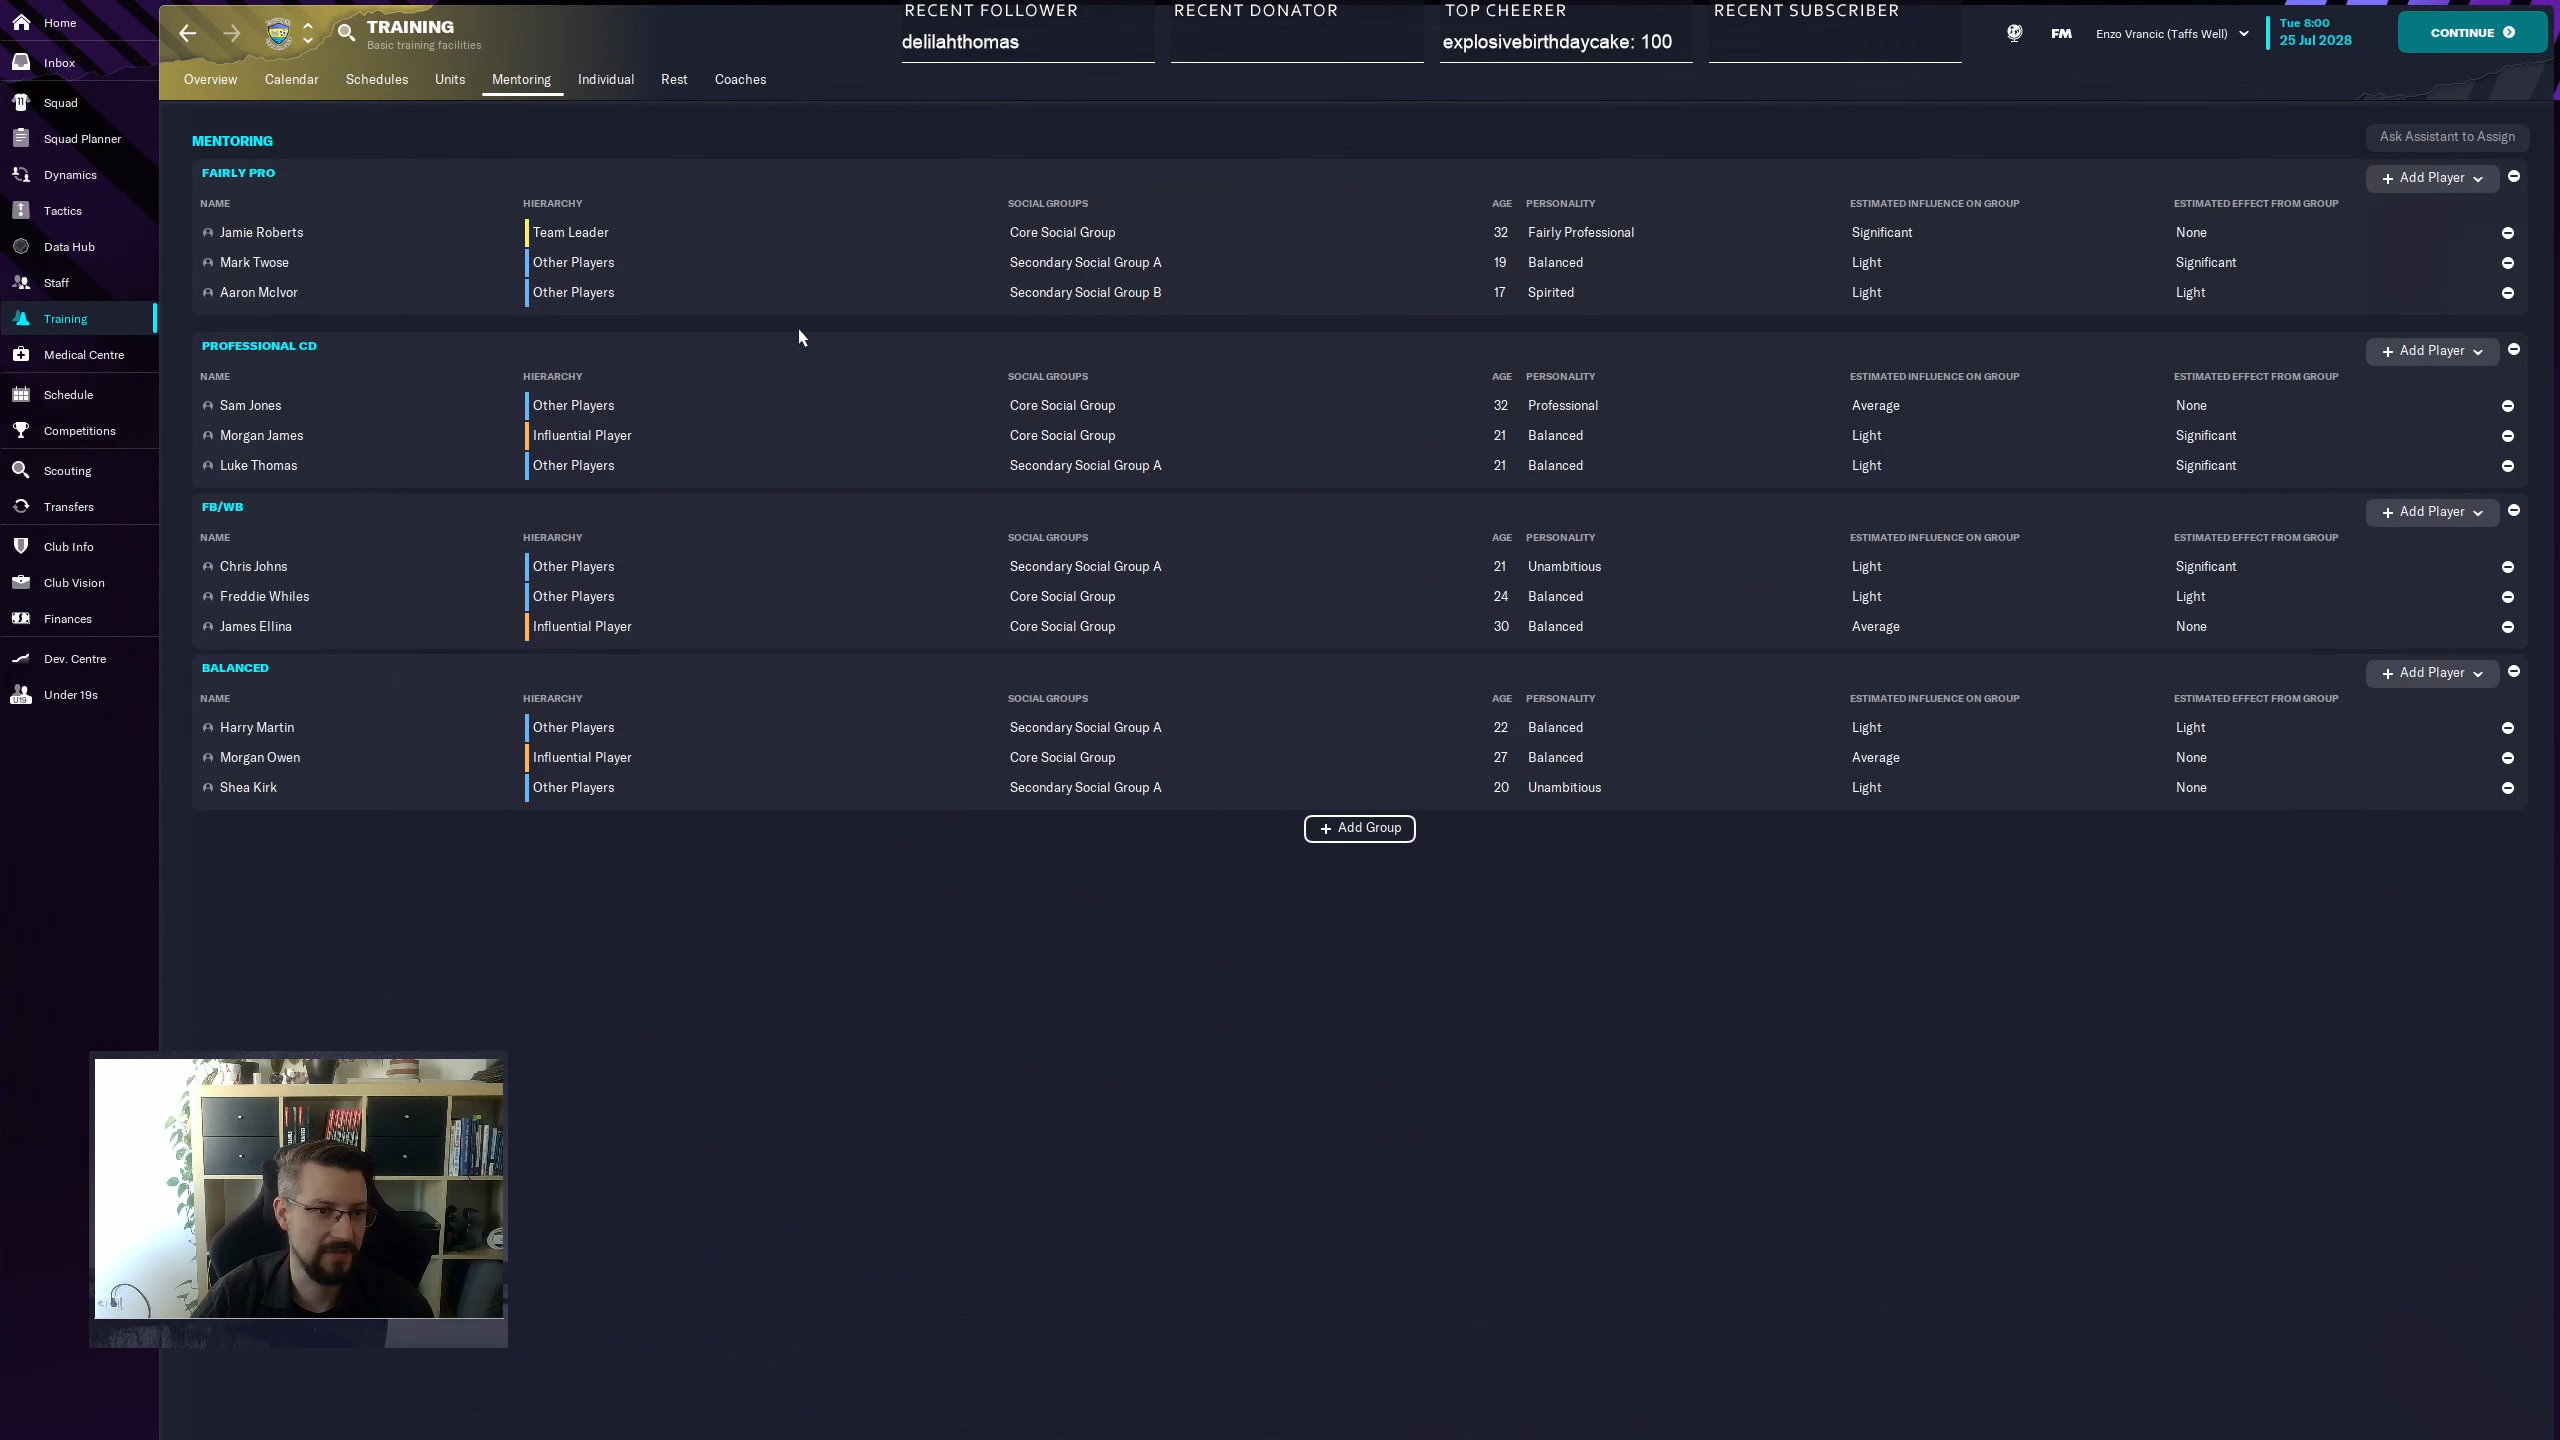 Home
Inbox
Squad
Squad Planner
Dynamics
Tactics
Data Hub
Staff
Training
Medical Centre
Schedule
Competitions
Scouting
Transfers
Club Info
Club Vision
Finances
Dev. Centre
Under 19s
TRAINING
Basic training facilities
RECENT FOLLOWER
delilahthomas
RECENT DONATOR
TOP CHEERER
explosivebirthdaycake: 100
RECENT SUBSCRIBER
FM
Enzo Vrancic (Taffs Well)
Tue 8:00
25 Jul 2028
CONTINUE
Overview Calendar Schedules Units Mentoring Individual Rest Coaches
MENTORING
Ask Assistant to Assign
FAIRLY PRO
Add Player
NAME HIERARCHY SOCIAL GROUPS AGE PERSONALITY ESTIMATED INFLUENCE ON GROUP ESTIMATED EFFECT FROM GROUP
Jamie Roberts Team Leader Core Social Group 32 Fairly Professional Significant None
Mark Twose Other Players Secondary Social Group A 19 Balanced Light Significant
Aaron McIvor Other Players Secondary Social Group B 17 Spirited Light Light
PROFESSIONAL CD
Add Player
NAME HIERARCHY SOCIAL GROUPS AGE PERSONALITY ESTIMATED INFLUENCE ON GROUP ESTIMATED EFFECT FROM GROUP
Sam Jones Other Players Core Social Group 32 Professional Average None
Morgan James Influential Player Core Social Group 21 Balanced Light Significant
Luke Thomas Other Players Secondary Social Group A 21 Balanced Light Significant
FB/WB
Add Player
NAME HIERARCHY SOCIAL GROUPS AGE PERSONALITY ESTIMATED INFLUENCE ON GROUP ESTIMATED EFFECT FROM GROUP
Chris Johns Other Players Secondary Social Group A 21 Unambitious Light Significant
Freddie Whiles Other Players Core Social Group 24 Balanced Light Light
James Ellina Influential Player Core Social Group 30 Balanced Average None
BALANCED
Add Player
NAME HIERARCHY SOCIAL GROUPS AGE PERSONALITY ESTIMATED INFLUENCE ON GROUP ESTIMATED EFFECT FROM GROUP
Harry Martin Other Players Secondary Social Group A 22 Balanced Light Light
Morgan Owen Influential Player Core Social Group 27 Balanced Average None
Shea Kirk Other Players Secondary Social Group A 20 Unambitious Light None
Add Group